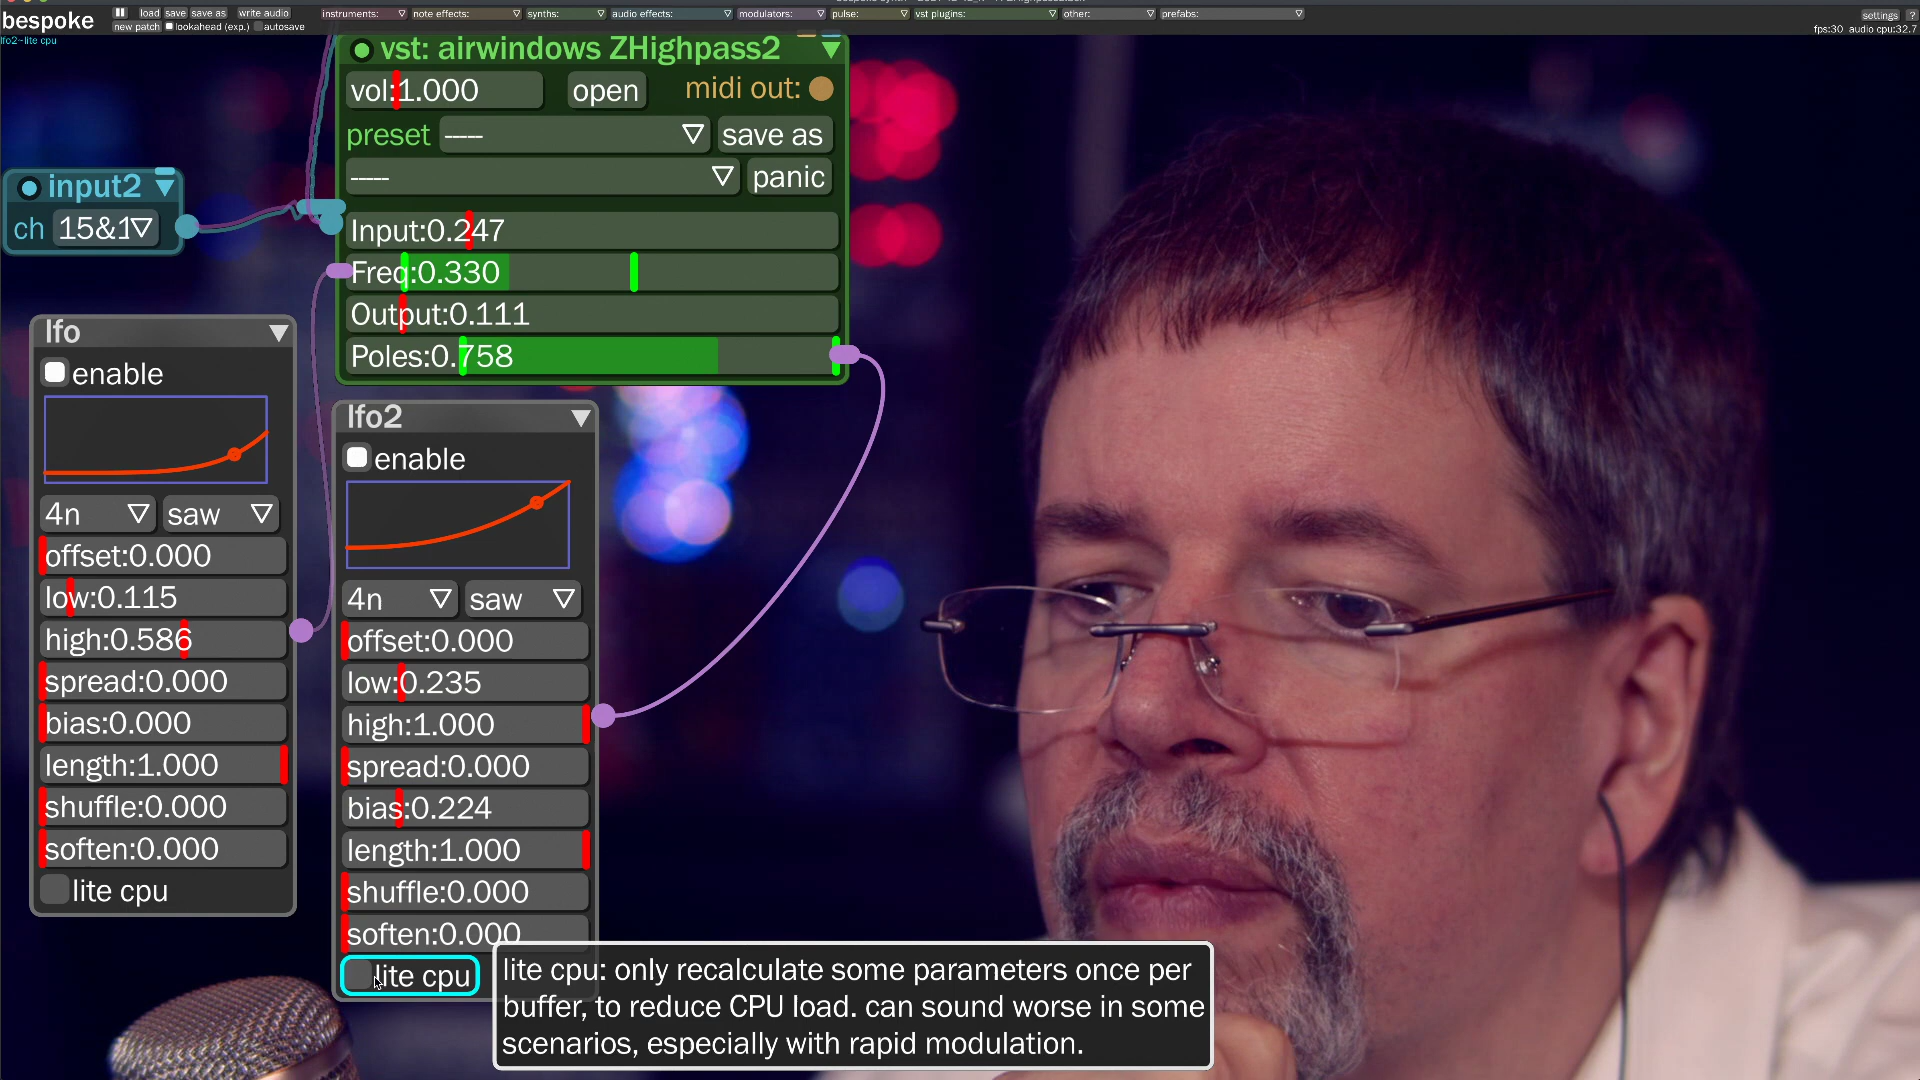 bespoke
load save save as write audio
new patch lookahead (exp.) autosave
instruments: note effects: synths: audio effects: modulators: pulse: vst plugins: other: prefabs:
settings ?
fps:30 audio cpu:32.7
lfo2~lite cpu
vst: airwindows ZHighpass2
vol:1.000 open midi out:
preset ----- save as
----- panic
Input:0.247
Freq:0.330
Output:0.111
Poles:0.758
input2
ch 15&1
lfo
enable
4n saw
offset:0.000
low:0.115
high:0.586
spread:0.000
bias:0.000
length:1.000
shuffle:0.000
soften:0.000
lite cpu
lfo2
enable
4n saw
offset:0.000
low:0.235
high:1.000
spread:0.000
bias:0.224
length:1.000
shuffle:0.000
soften:0.000
lite cpu
lite cpu: only recalculate some parameters once per
buffer, to reduce CPU load. can sound worse in some
scenarios, especially with rapid modulation.